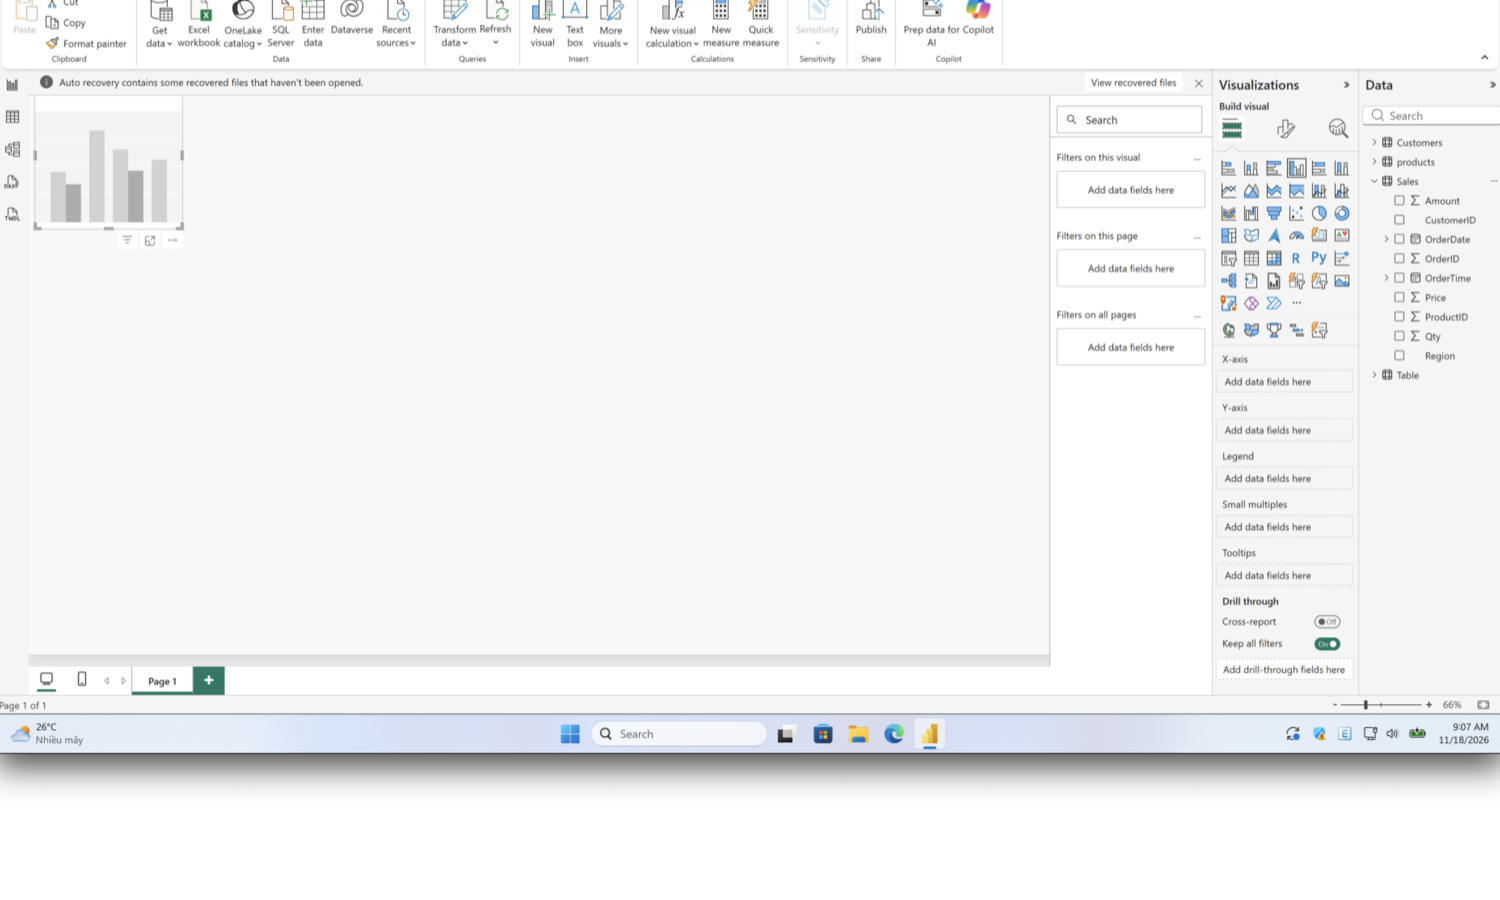 Cut
Paste
Copy
Format painter
Clipboard
Get data
Excel workbook
OneLake catalog
SQL Server
Enter data
Dataverse
Recent sources
Data
Transform data
Refresh
Queries
New visual
Text box
More visuals
Insert
New visual calculation
New measure
Quick measure
Calculations
Sensitivity
Sensitivity
Publish
Share
Prep data for AI
Copilot
Copilot
Auto recovery contains some recovered files that haven't been opened.
View recovered files
DAX
TMDL
Search
Filters on this visual
Add data fields here
Filters on this page
Add data fields here
Filters on all pages
Add data fields here
Visualizations
Build visual
R
Py
X-axis
Add data fields here
Y-axis
Add data fields here
Legend
Add data fields here
Small multiples
Add data fields here
Tooltips
Add data fields here
Drill through
Cross-report
Off
Keep all filters
On
Add drill-through fields here
Data
Search
Customers
products
Sales
Amount
CustomerID
OrderDate
OrderID
OrderTime
Price
ProductID
Qty
Region
Table
Page 1
Page 1 of 1
66%
26°C
Nhiều mây
Search
E
9:07 AM
11/18/2026